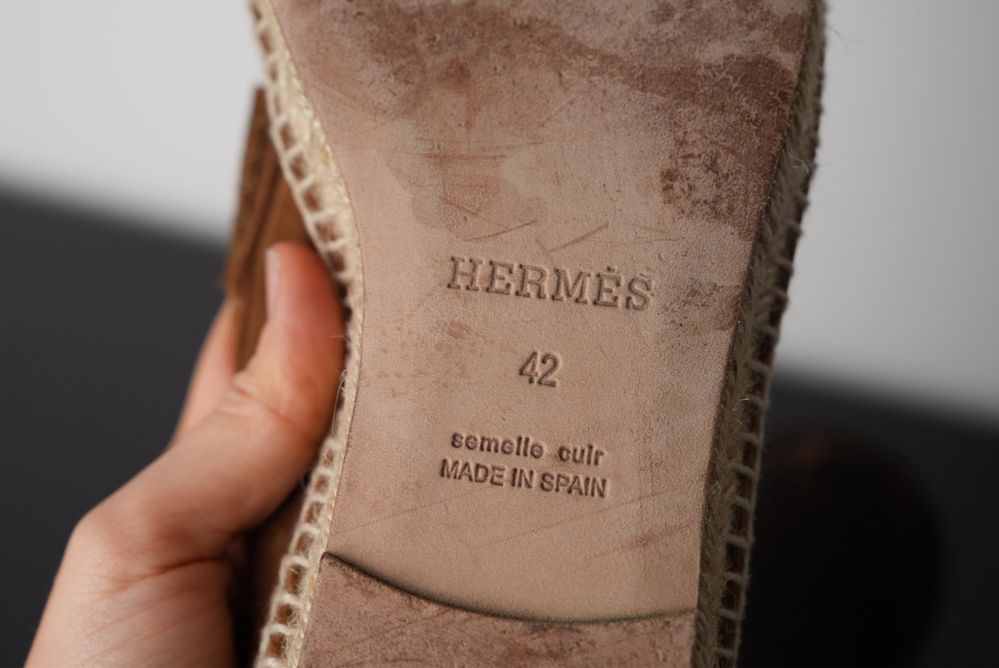 HERMÈS
42
semelle cuir
MADE IN SPAIN